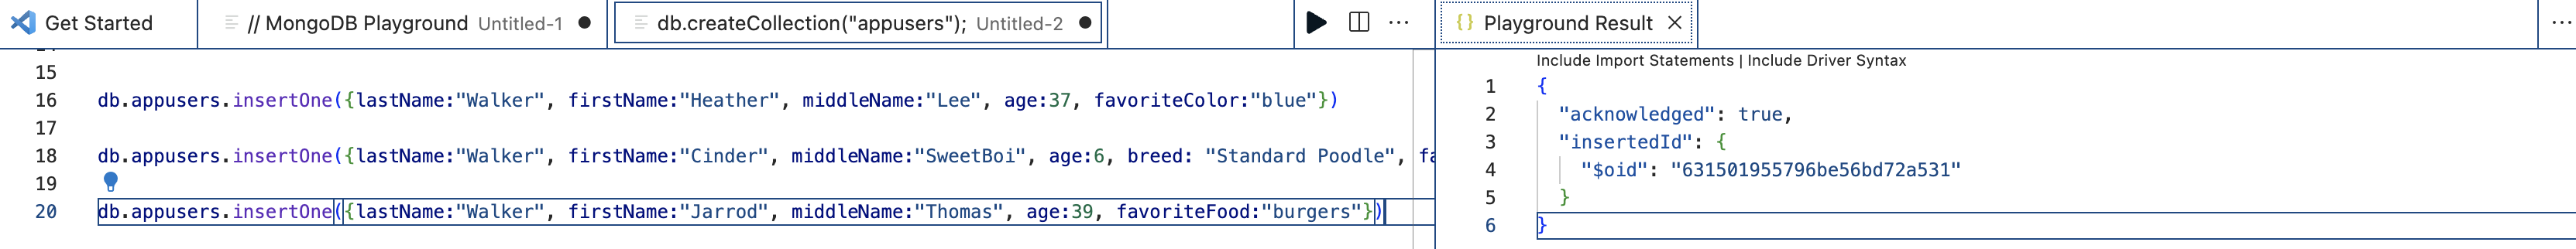 Get Started
// MongoDB Playground Untitled-1
db.createCollection("appusers"); Untitled-2
Playground Result
15
16 db.appusers.insertOne({lastName:"Walker", firstName:"Heather", middleName:"Lee", age:37, favoriteColor:"blue"})
17
18 db.appusers.insertOne({lastName:"Walker", firstName:"Cinder", middleName:"SweetBoi", age:6, breed: "Standard Poodle", fa
19
20 db.appusers.insertOne({lastName:"Walker", firstName:"Jarrod", middleName:"Thomas", age:39, favoriteFood:"burgers"})
Include Import Statements | Include Driver Syntax
1 {
2 "acknowledged": true,
3 "insertedId": {
4 "$oid": "631501955796be56bd72a531"
5 }
6 }